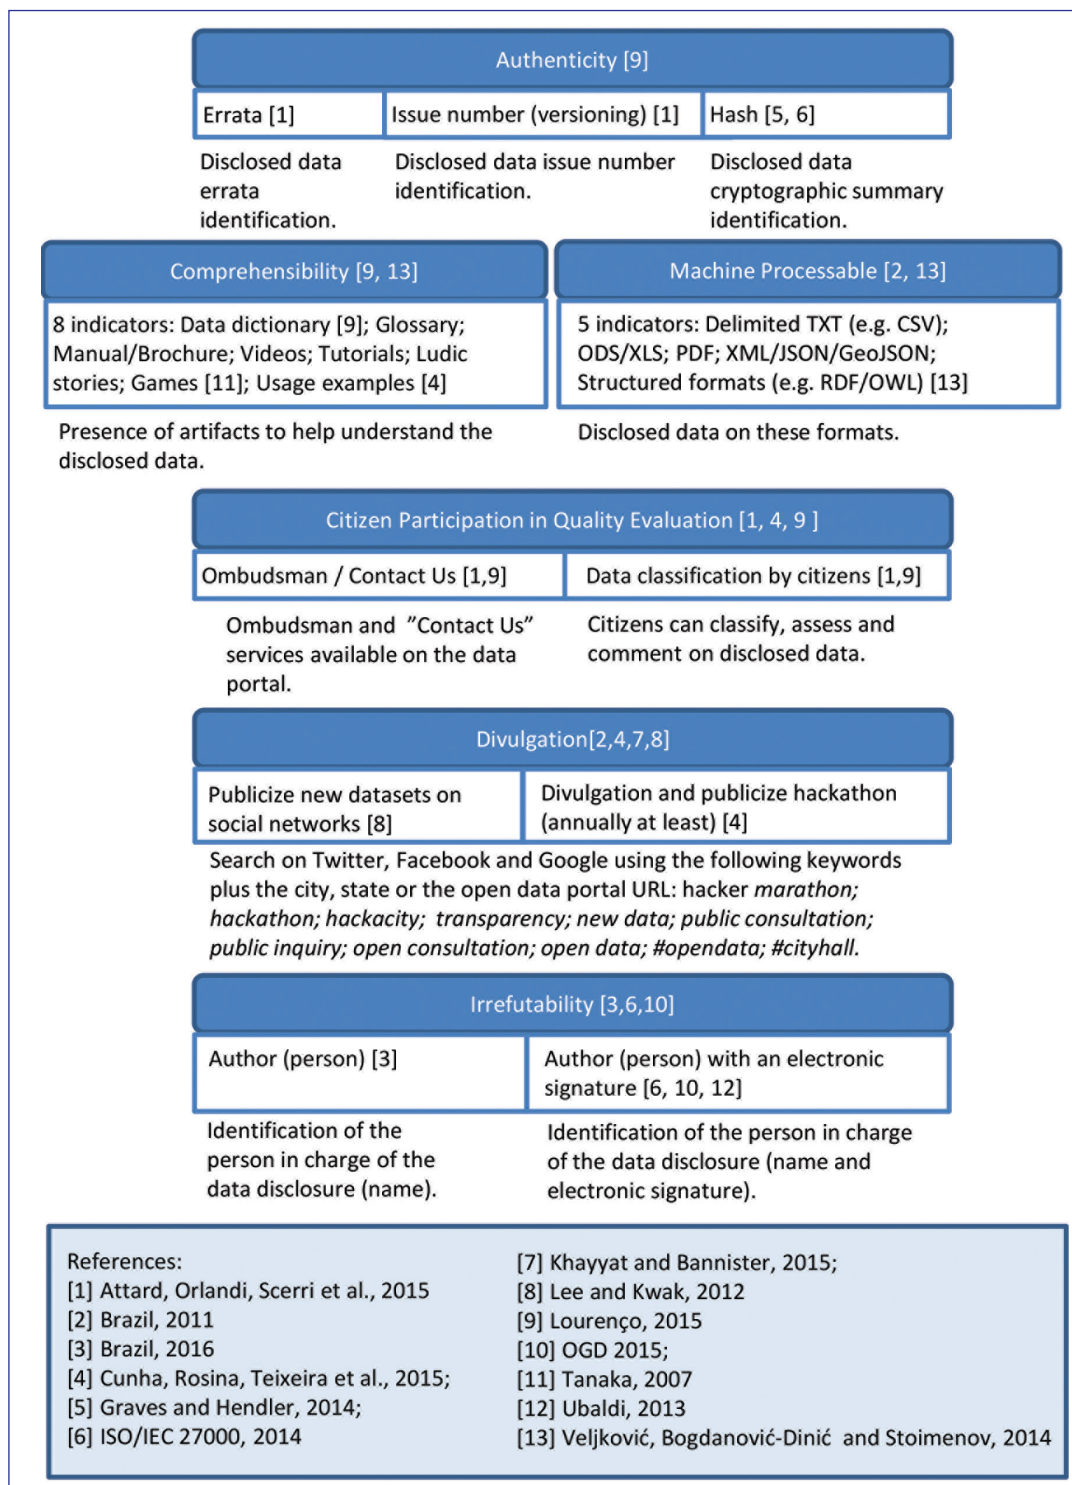 Authenticity [9]
Errata [1]
Issue number (versioning) [1]
Hash [5, 6]
Disclosed data
errata
identification.
Disclosed data issue number
identification.
Disclosed data
cryptographic summary
identification.
Comprehensibility [9, 13]
8 indicators: Data dictionary [9]; Glossary;
Manual/Brochure; Videos; Tutorials; Ludic
stories; Games [11]; Usage examples [4]
Presence of artifacts to help understand the
disclosed data.
Machine Processable [2, 13]
5 indicators: Delimited TXT (e.g. CSV);
ODS/XLS; PDF; XML/JSON/GeoJSON;
Structured formats (e.g. RDF/OWL) [13]
Disclosed data on these formats.
Citizen Participation in Quality Evaluation [1, 4, 9 ]
Ombudsman / Contact Us [1,9]
Data classification by citizens [1,9]
Ombudsman and ”Contact Us”
services available on the data
portal.
Citizens can classify, assess and
comment on disclosed data.
Divulgation[2,4,7,8]
Publicize new datasets on
social networks [8]
Divulgation and publicize hackathon
(annually at least) [4]
Search on Twitter, Facebook and Google using the following keywords
plus the city, state or the open data portal URL: hacker marathon;
hackathon; hackacity; transparency; new data; public consultation;
public inquiry; open consultation; open data; #opendata; #cityhall.
Irrefutability [3,6,10]
Author (person) [3]
Author (person) with an electronic
signature [6, 10, 12]
Identification of the
person in charge of the
data disclosure (name).
Identification of the person in charge
of the data disclosure (name and
electronic signature).
References:
[1] Attard, Orlandi, Scerri et al., 2015
[2] Brazil, 2011
[3] Brazil, 2016
[4] Cunha, Rosina, Teixeira et al., 2015;
[5] Graves and Hendler, 2014;
[6] ISO/IEC 27000, 2014
[7] Khayyat and Bannister, 2015;
[8] Lee and Kwak, 2012
[9] Lourenço, 2015
[10] OGD 2015;
[11] Tanaka, 2007
[12] Ubaldi, 2013
[13] Veljković, Bogdanović-Dinić and Stoimenov, 2014